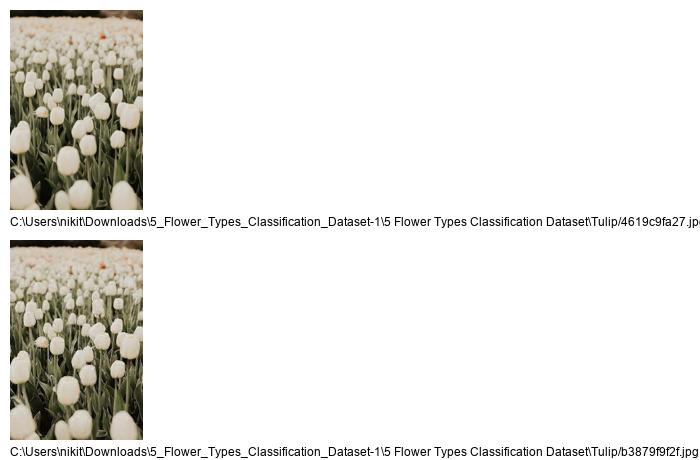 C:\Users\nikit\Downloads\5_Flower_Types_Classification_Dataset-1\5 Flower Types Classification Dataset\Tulip/4619c9fa27.jp
C:\Users\nikit\Downloads\5_Flower_Types_Classification_Dataset-1\5 Flower Types Classification Dataset\Tulip/b3879f9f2f.jpg